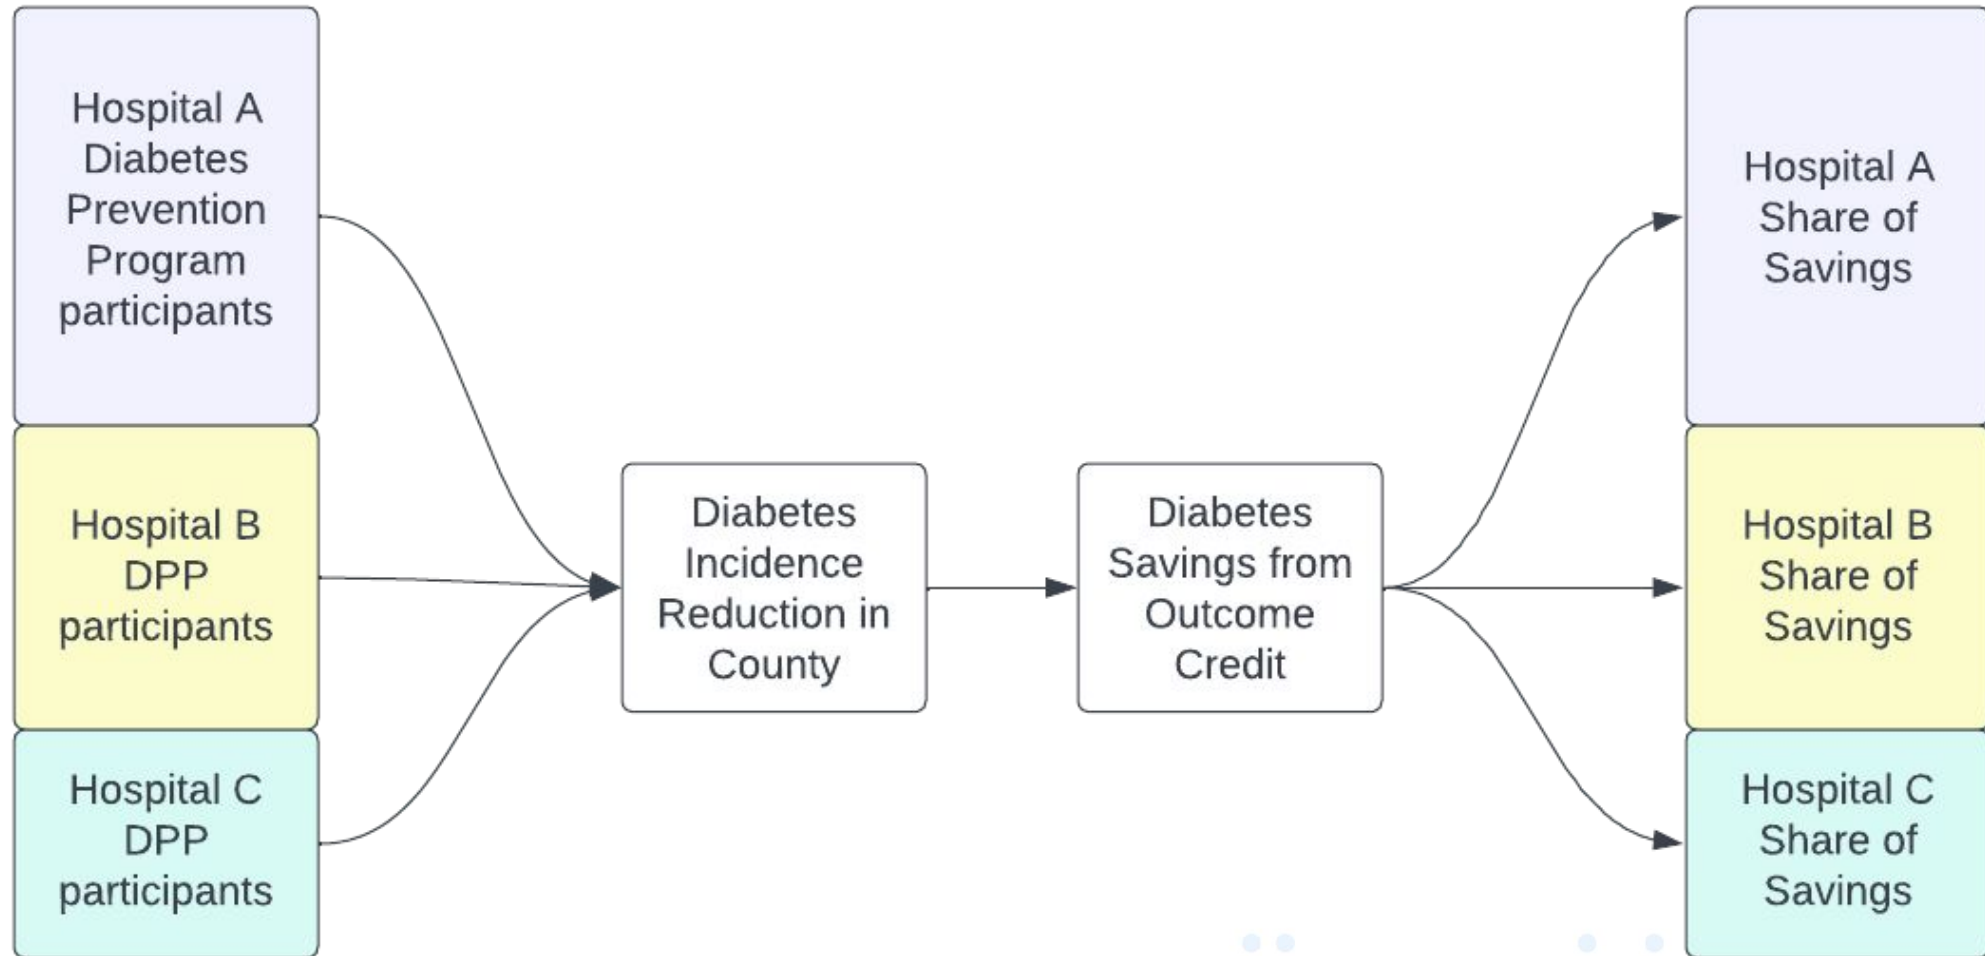 Hospital A
Diabetes
Prevention
Program
participants
Hospital B
DPP
participants
Hospital C
DPP
participants
Diabetes
Incidence
Reduction in
County
Diabetes
Savings from
Outcome
Credit
Hospital A
Share of
Savings
Hospital B
Share of
Savings
Hospital C
Share of
Savings